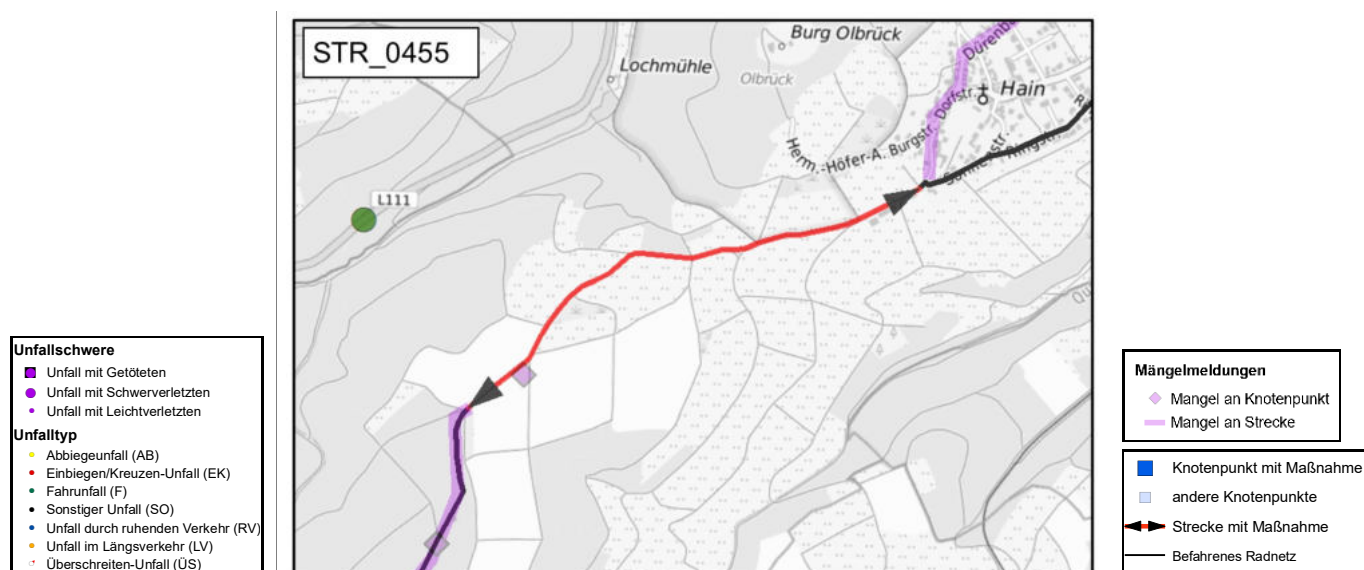 STR_0455
Burg Olbrück
Lochmühle
Olbrück
Hain
Dorfstr.
Herm.-Höfer-A.
Burgstr.
L111
Unfallschwere
Unfall mit Getöteten
Unfall mit Schwerverletzten
Unfall mit Leichtverletzten
Unfalltyp
Abbiegeunfall (AB)
Einbiegen/Kreuzen-Unfall (EK)
Fahrunfall (F)
Sonstiger Unfall (SO)
Unfall durch ruhenden Verkehr (RV)
Unfall im Längsverkehr (LV)
Überschreiten-Unfall (ÜS)
Mängelmeldungen
Mangel an Knotenpunkt
Mangel an Strecke
Knotenpunkt mit Maßnahme
andere Knotenpunkte
Strecke mit Maßnahme
Befahrenes Radnetz